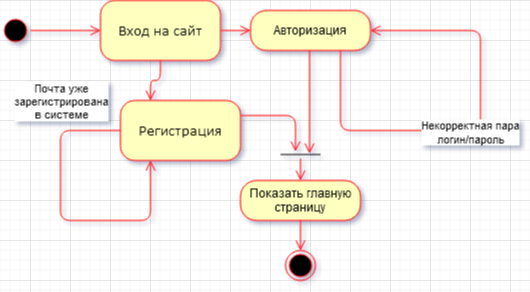 Вход на сайт
Авторизация
Почта уже
зарегистрирована
в системе
Регистрация
Некорректная пара
логин/пароль
Показать главную
страницу